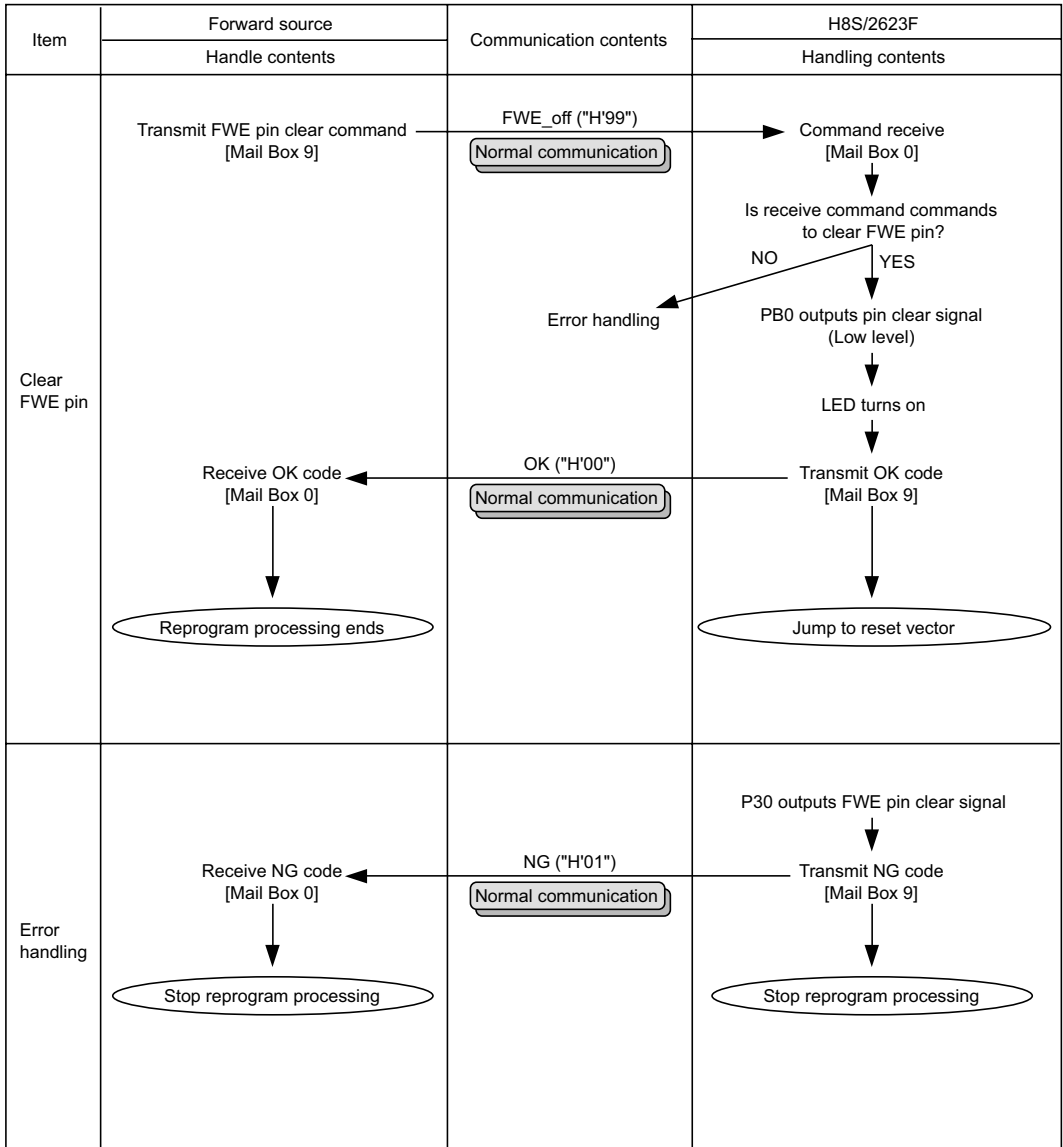 Item
Forward source
Handle contents
Communication contents
H8S/2623F
Handling contents
Clear
FWE pin
Transmit FWE pin clear command
[Mail Box 9]
FWE_off ("H'99")
Normal communication
Command receive
[Mail Box 0]
Is receive command commands
to clear FWE pin?
NO
YES
Error handling
PB0 outputs pin clear signal
(Low level)
LED turns on
Receive OK code
[Mail Box 0]
OK ("H'00")
Normal communication
Transmit OK code
[Mail Box 9]
Reprogram processing ends
Jump to reset vector
Error
handling
P30 outputs FWE pin clear signal
Receive NG code
[Mail Box 0]
NG ("H'01")
Normal communication
Transmit NG code
[Mail Box 9]
Stop reprogram processing
Stop reprogram processing